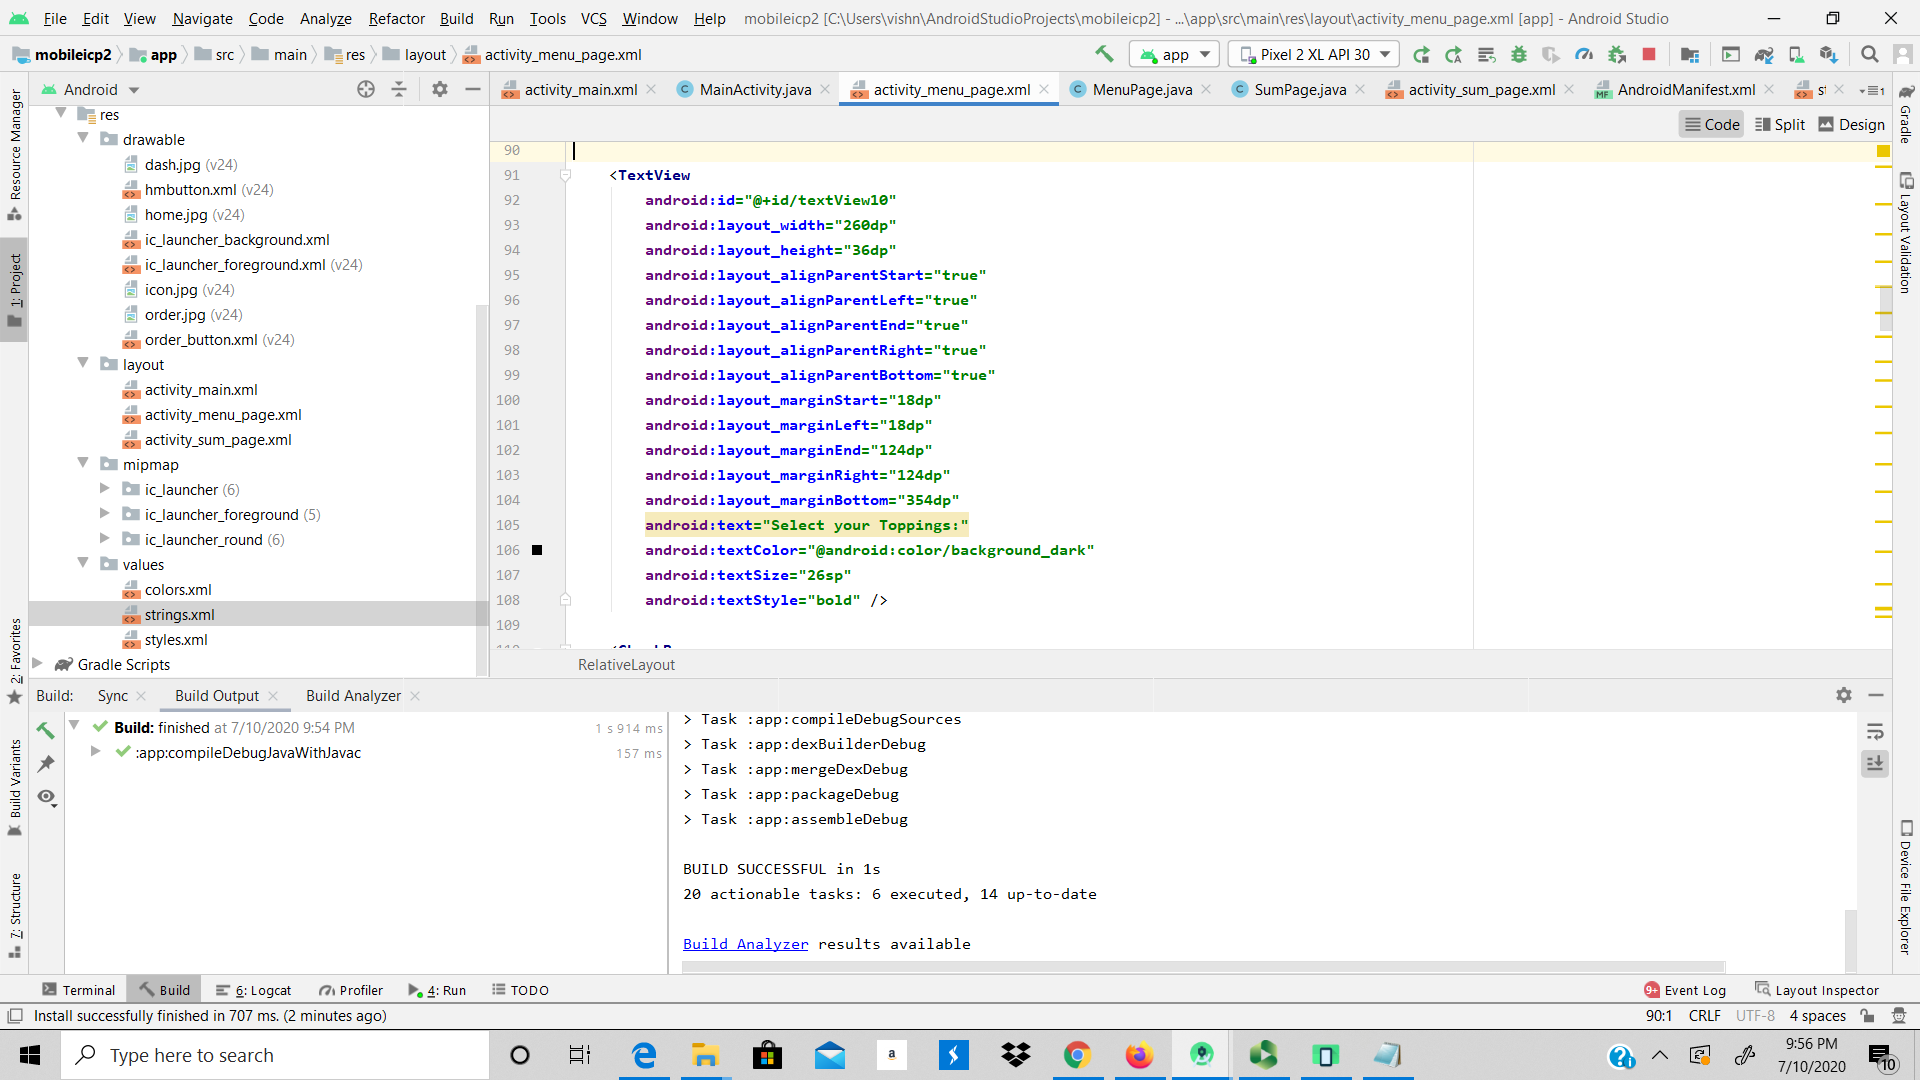 File Edit View Navigate Code Analyze Refactor Build Run Tools VCS Window Help mobileicp2 [C:\Users\vishn\AndroidStudioProjects\mobileicp2] - ...\app\src\main\res\layout\activity_menu_page.xml [app] - Android Studio
mobileicp2 app src main res layout activity_menu_page.xml app Pixel 2 XL API 30
Android activity_main.xml MainActivity.java activity_menu_page.xml MenuPage.java SumPage.java activity_sum_page.xml AndroidManifest.xml
Code Split Design
Resource Manager
1: Project
2: Favorites
Build Variants
7: Structure
res
drawable
dash.jpg (v24)
hmbutton.xml (v24)
home.jpg (v24)
ic_launcher_background.xml
ic_launcher_foreground.xml (v24)
icon.jpg (v24)
order.jpg (v24)
order_button.xml (v24)
layout
activity_main.xml
activity_menu_page.xml
activity_sum_page.xml
mipmap
ic_launcher (6)
ic_launcher_foreground (5)
ic_launcher_round (6)
values
colors.xml
strings.xml
styles.xml
Gradle Scripts
90
91 <TextView
92 android:id="@+id/textView10"
93 android:layout_width="260dp"
94 android:layout_height="36dp"
95 android:layout_alignParentStart="true"
96 android:layout_alignParentLeft="true"
97 android:layout_alignParentEnd="true"
98 android:layout_alignParentRight="true"
99 android:layout_alignParentBottom="true"
100 android:layout_marginStart="18dp"
101 android:layout_marginLeft="18dp"
102 android:layout_marginEnd="124dp"
103 android:layout_marginRight="124dp"
104 android:layout_marginBottom="354dp"
105 android:text="Select your Toppings:"
106 android:textColor="@android:color/background_dark"
107 android:textSize="26sp"
108 android:textStyle="bold" />
109
RelativeLayout
Gradle
Layout Validation
Device File Explorer
Build: Sync Build Output Build Analyzer
Build: finished at 7/10/2020 9:54 PM 1 s 914 ms
:app:compileDebugJavaWithJavac 157 ms
> Task :app:compileDebugSources
> Task :app:dexBuilderDebug
> Task :app:mergeDexDebug
> Task :app:packageDebug
> Task :app:assembleDebug
BUILD SUCCESSFUL in 1s
20 actionable tasks: 6 executed, 14 up-to-date
Build Analyzer results available
Terminal Build 6: Logcat Profiler 4: Run TODO 9+ Event Log Layout Inspector
Install successfully finished in 707 ms. (2 minutes ago) 90:1 CRLF UTF-8 4 spaces
Type here to search
9:56 PM
7/10/2020
10